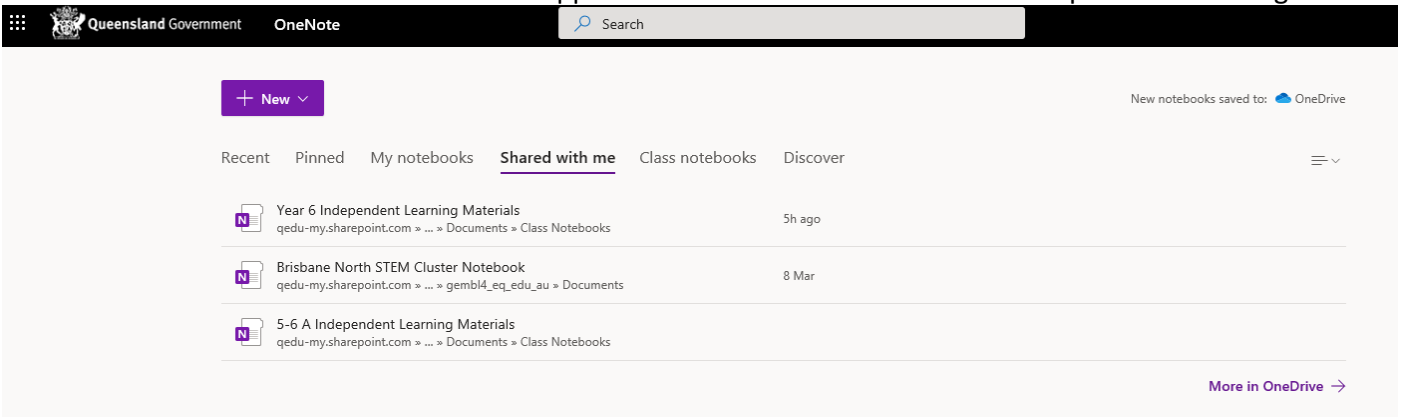 Queensland Government OneNote Search
New New notebooks saved to: OneDrive
Recent Pinned My notebooks Shared with me Class notebooks Discover
Year 6 Independent Learning Materials
qedu-my.sharepoint.com » ... » Documents » Class Notebooks
5h ago
Brisbane North STEM Cluster Notebook
qedu-my.sharepoint.com » ... » gembl4_eq_edu_au » Documents
8 Mar
5-6 A Independent Learning Materials
qedu-my.sharepoint.com » ... » Documents » Class Notebooks
More in OneDrive →